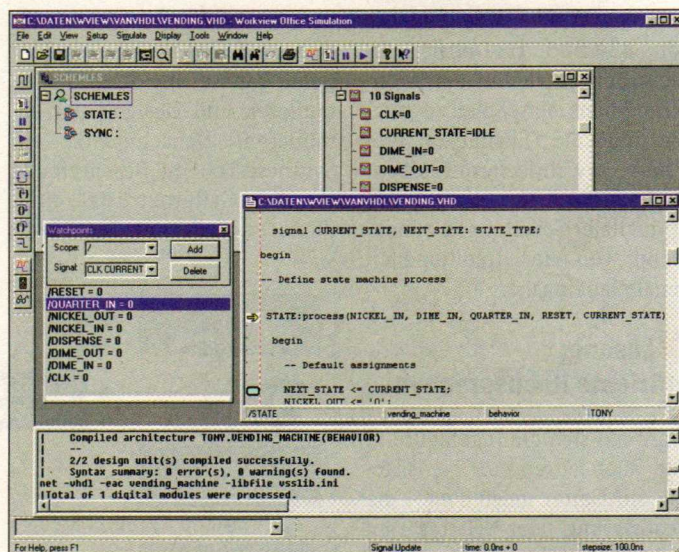 C:\DATEN\WVIEW\VANVHDL\VENDING.VHD - Workview Office Simulation
File Edit View Setup Simulate Display Tools Window Help
SCHEMLES
SCHEMLES
STATE :
SYNC :
10 Signals
CLK=0
CURRENT_STATE=IDLE
DIME_IN=0
DIME_OUT=0
DISPENSE=0
C:\DATEN\WVIEW\VANVHDL\VENDING.VHD
signal CURRENT_STATE, NEXT_STATE: STATE_TYPE;
begin
-- Define state machine process
STATE:process(NICKEL_IN, DIME_IN, QUARTER_IN, RESET, CURRENT_STATE)
begin
-- Default assignments
NEXT_STATE <= CURRENT_STATE;
NICKEL_OUT <= '0';
/STATE vending_machine behavior TONY
Watchpoints
Scope: /
Add
Signal: CLK CURRENT
Delete
/RESET = 0
/QUARTER_IN = 0
/NICKEL_OUT = 0
/NICKEL_IN = 0
/DISPENSE = 0
/DIME_OUT = 0
/DIME_IN = 0
/CLK = 0
| Compiled architecture TONY.VENDING_MACHINE(BEHAVIOR)
| --
| 2/2 design unit(s) compiled successfully.
| - Syntax summary: 0 error(s), 0 warning(s) found.
net -vhdl -eac vending_machine -libfile vsslib.ini
|Total of 1 digital modules were processed.
For Help, press F1 Signal Update time: 0.0ns + 0 stepsize: 100.0ns